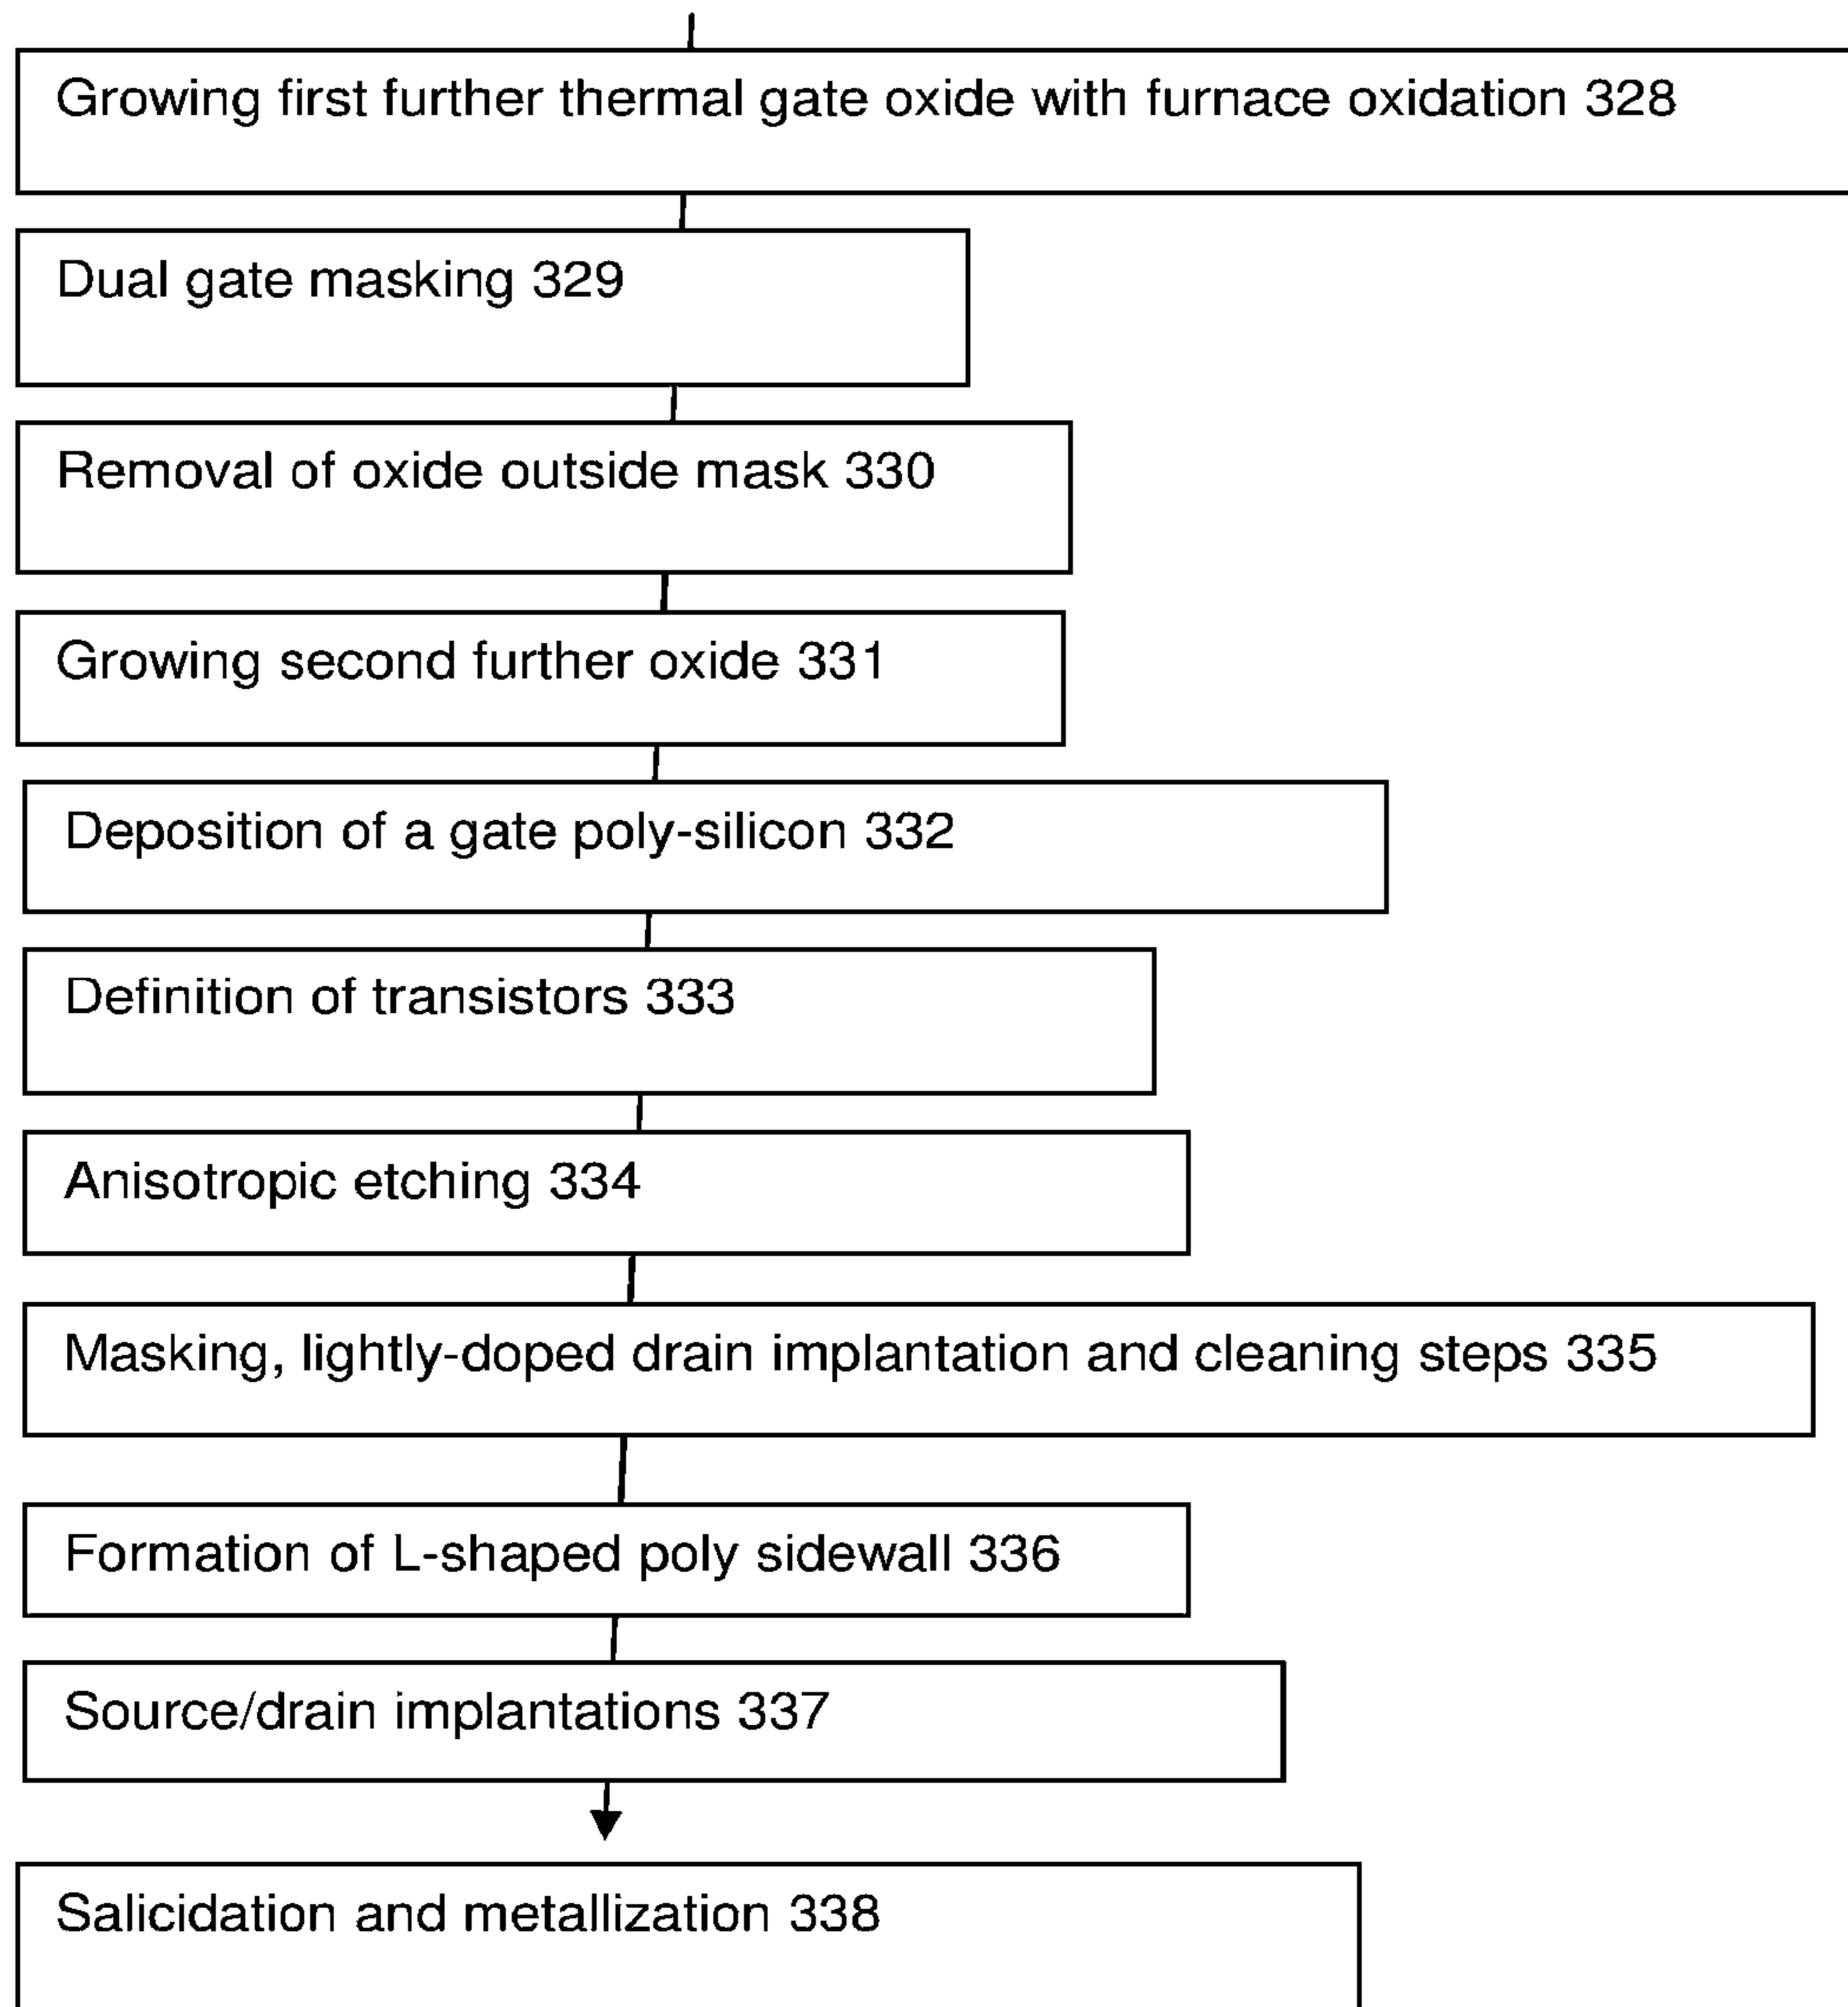 Growing first further thermal gate oxide with furnace oxidation 328
Dual gate masking 329
Removal of oxide outside mask 330
Growing second further oxide 331
Deposition of a gate poly-silicon 332
Definition of transistors 333
Anisotropic etching 334
Masking, lightly-doped drain implantation and cleaning steps 335
Formation of L-shaped poly sidewall 336
Source/drain implantations 337
Salicidation and metallization 338